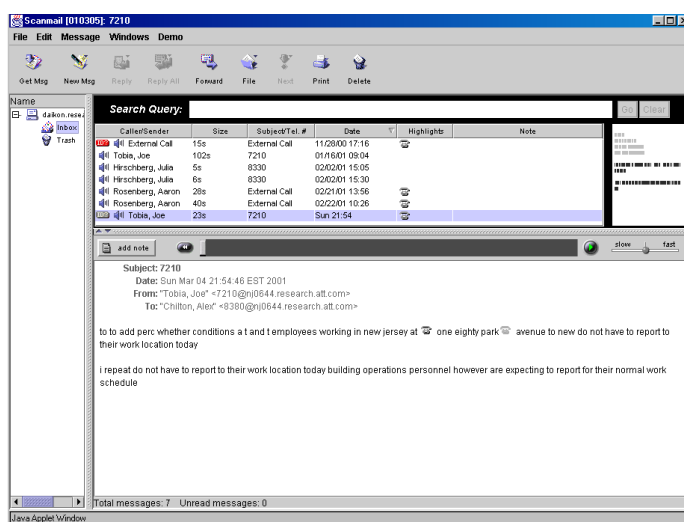 Scanmail [010305]: 7210
File Edit Message Windows Demo
Get Msg New Msg Reply Reply All Forward File Next Print Delete
Name
daikon.resea
Inbox
Trash
Search Query: Go Clear
Caller/Sender Size Subject/Tel. # Date Highlights Note
External Call 15s External Call 11/28/00 17:16
Tobia, Joe 102s 7210 01/16/01 09:04
Hirschberg, Julia 5s 8330 02/02/01 15:05
Hirschberg, Julia 6s 8330 02/02/01 15:30
Rosenberg, Aaron 28s External Call 02/21/01 13:56
Rosenberg, Aaron 40s External Call 02/22/01 10:26
Tobia, Joe 23s 7210 Sun 21:54
add note slow fast
Subject: 7210
Date: Sun Mar 04 21:54:46 EST 2001
From: "Tobia, Joe" <7210@nj0644.research.att.com>
To: "Chilton, Alex" <8380@nj0644.research.att.com>
to to add perc whether conditions a t and t employees working in new jersey at one eighty park avenue to new do not have to report to
their work location today
i repeat do not have to report to their work location today building operations personnel however are expecting to report for their normal work
schedule
Total messages: 7 Unread messages: 0
Java Applet Window